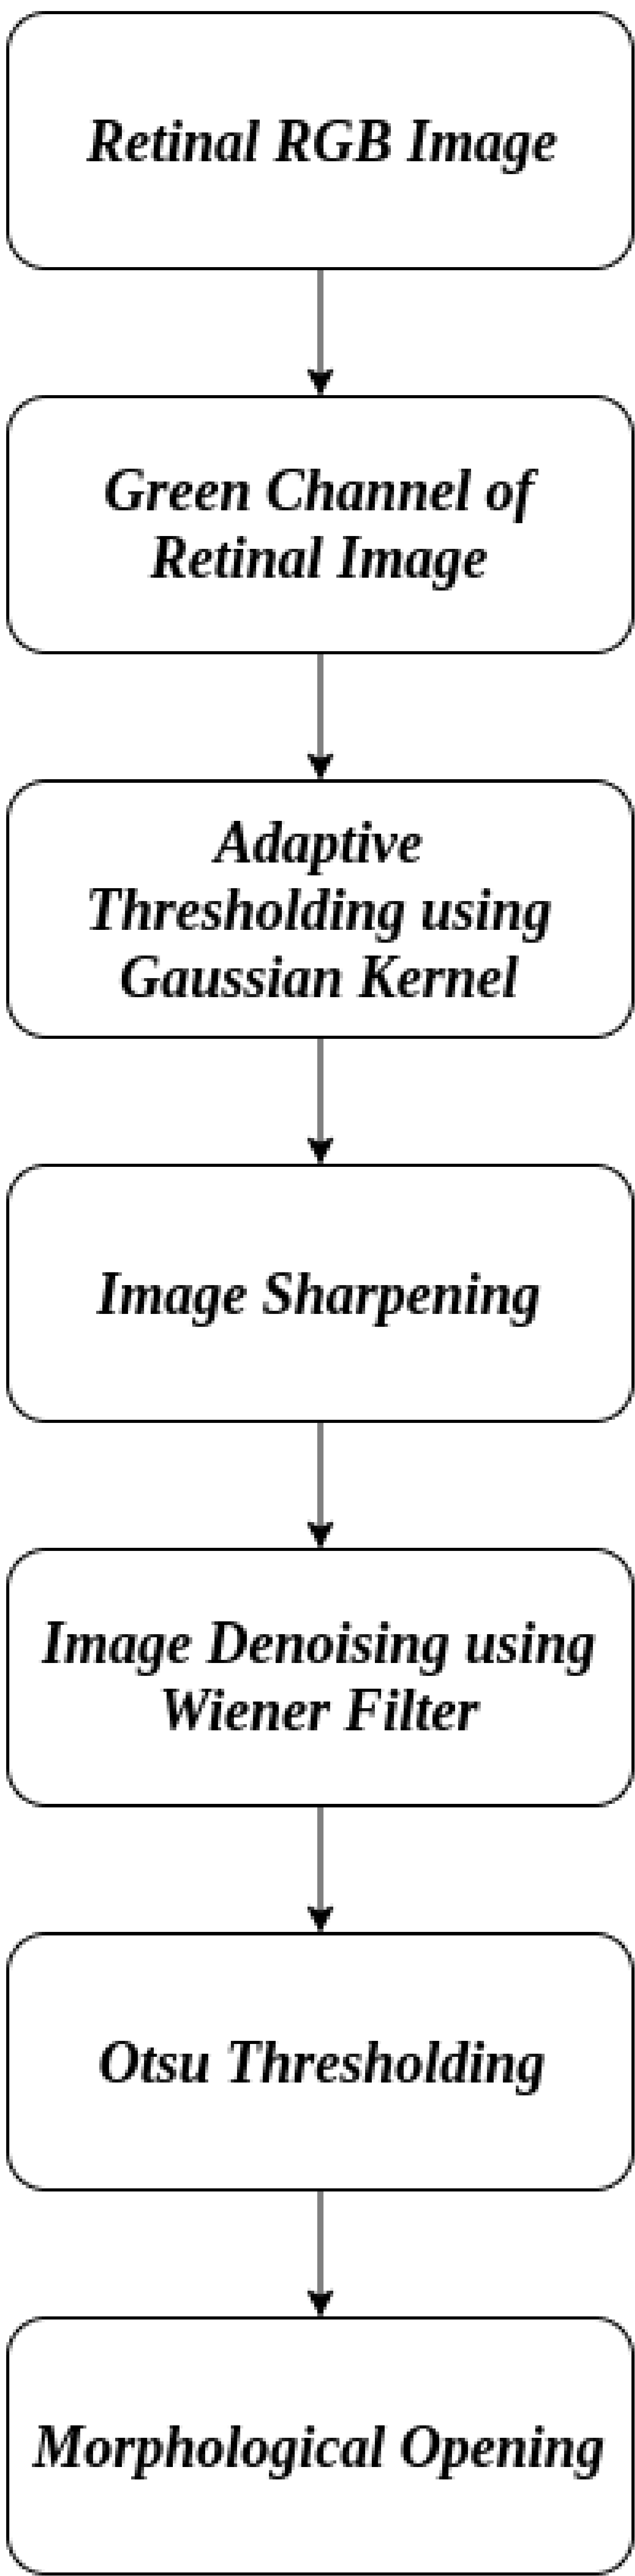 Retinal RGB Image
Green Channel of
Retinal Image
Adaptive
Thresholding using
Gaussian Kernel
Image Sharpening
Image Denoising using
Wiener Filter
Otsu Thresholding
Morphological Opening